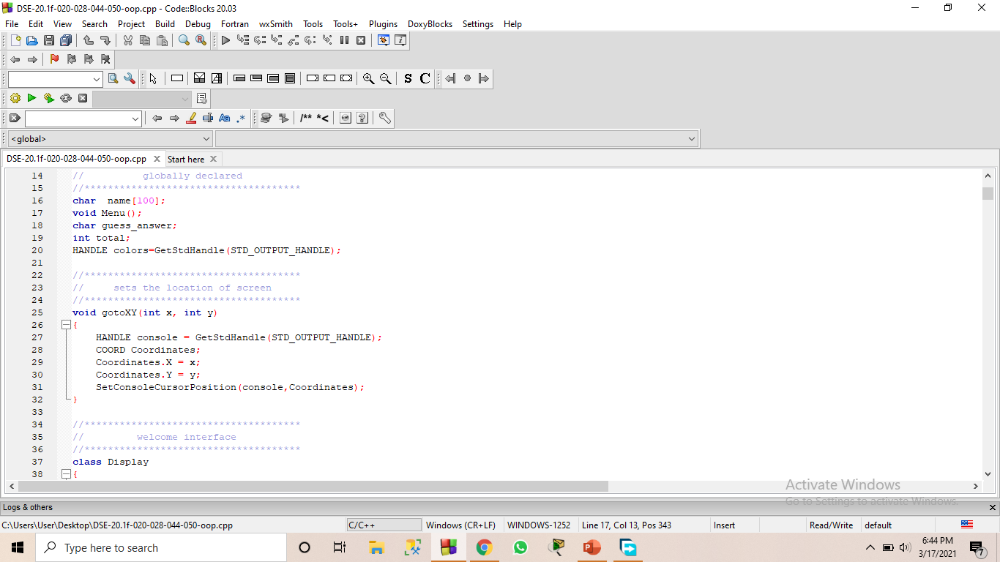 DSE-20.1f-020-028-044-050-oop.cpp - Code::Blocks 20.03
File Edit View Search Project Build Debug Fortran wxSmith Tools Tools+ Plugins DoxyBlocks Settings Help
S C
Aa .* /** *<
<global>
DSE-20.1f-020-028-044-050-oop.cpp Start here
14 // globally declared
15 //*************************************
16 char  name[100];
17 void Menu();
18 char guess_answer;
19 int total;
20 HANDLE colors=GetStdHandle(STD_OUTPUT_HANDLE);
21
22 //*************************************
23 // sets the location of screen
24 //*************************************
25 void gotoXY(int x, int y)
26 {
27 HANDLE console = GetStdHandle(STD_OUTPUT_HANDLE);
28 COORD Coordinates;
29 Coordinates.X = x;
30 Coordinates.Y = y;
31 SetConsoleCursorPosition(console,Coordinates);
32 }
33
34 //*************************************
35 // welcome interface
36 //*************************************
37 class Display
38 {
Activate Windows
Go to Settings to activate Windows.
Logs & others
C:\Users\User\Desktop\DSE-20.1f-020-028-044-050-oop.cpp C/C++ Windows (CR+LF) WINDOWS-1252 Line 17, Col 13, Pos 343 Insert Read/Write default
Type here to search
6:44 PM
3/17/2021
7